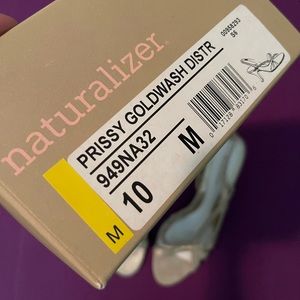 naturalizer.
PRISSY GOLDWASH DISTR
949NA32
M 10 M